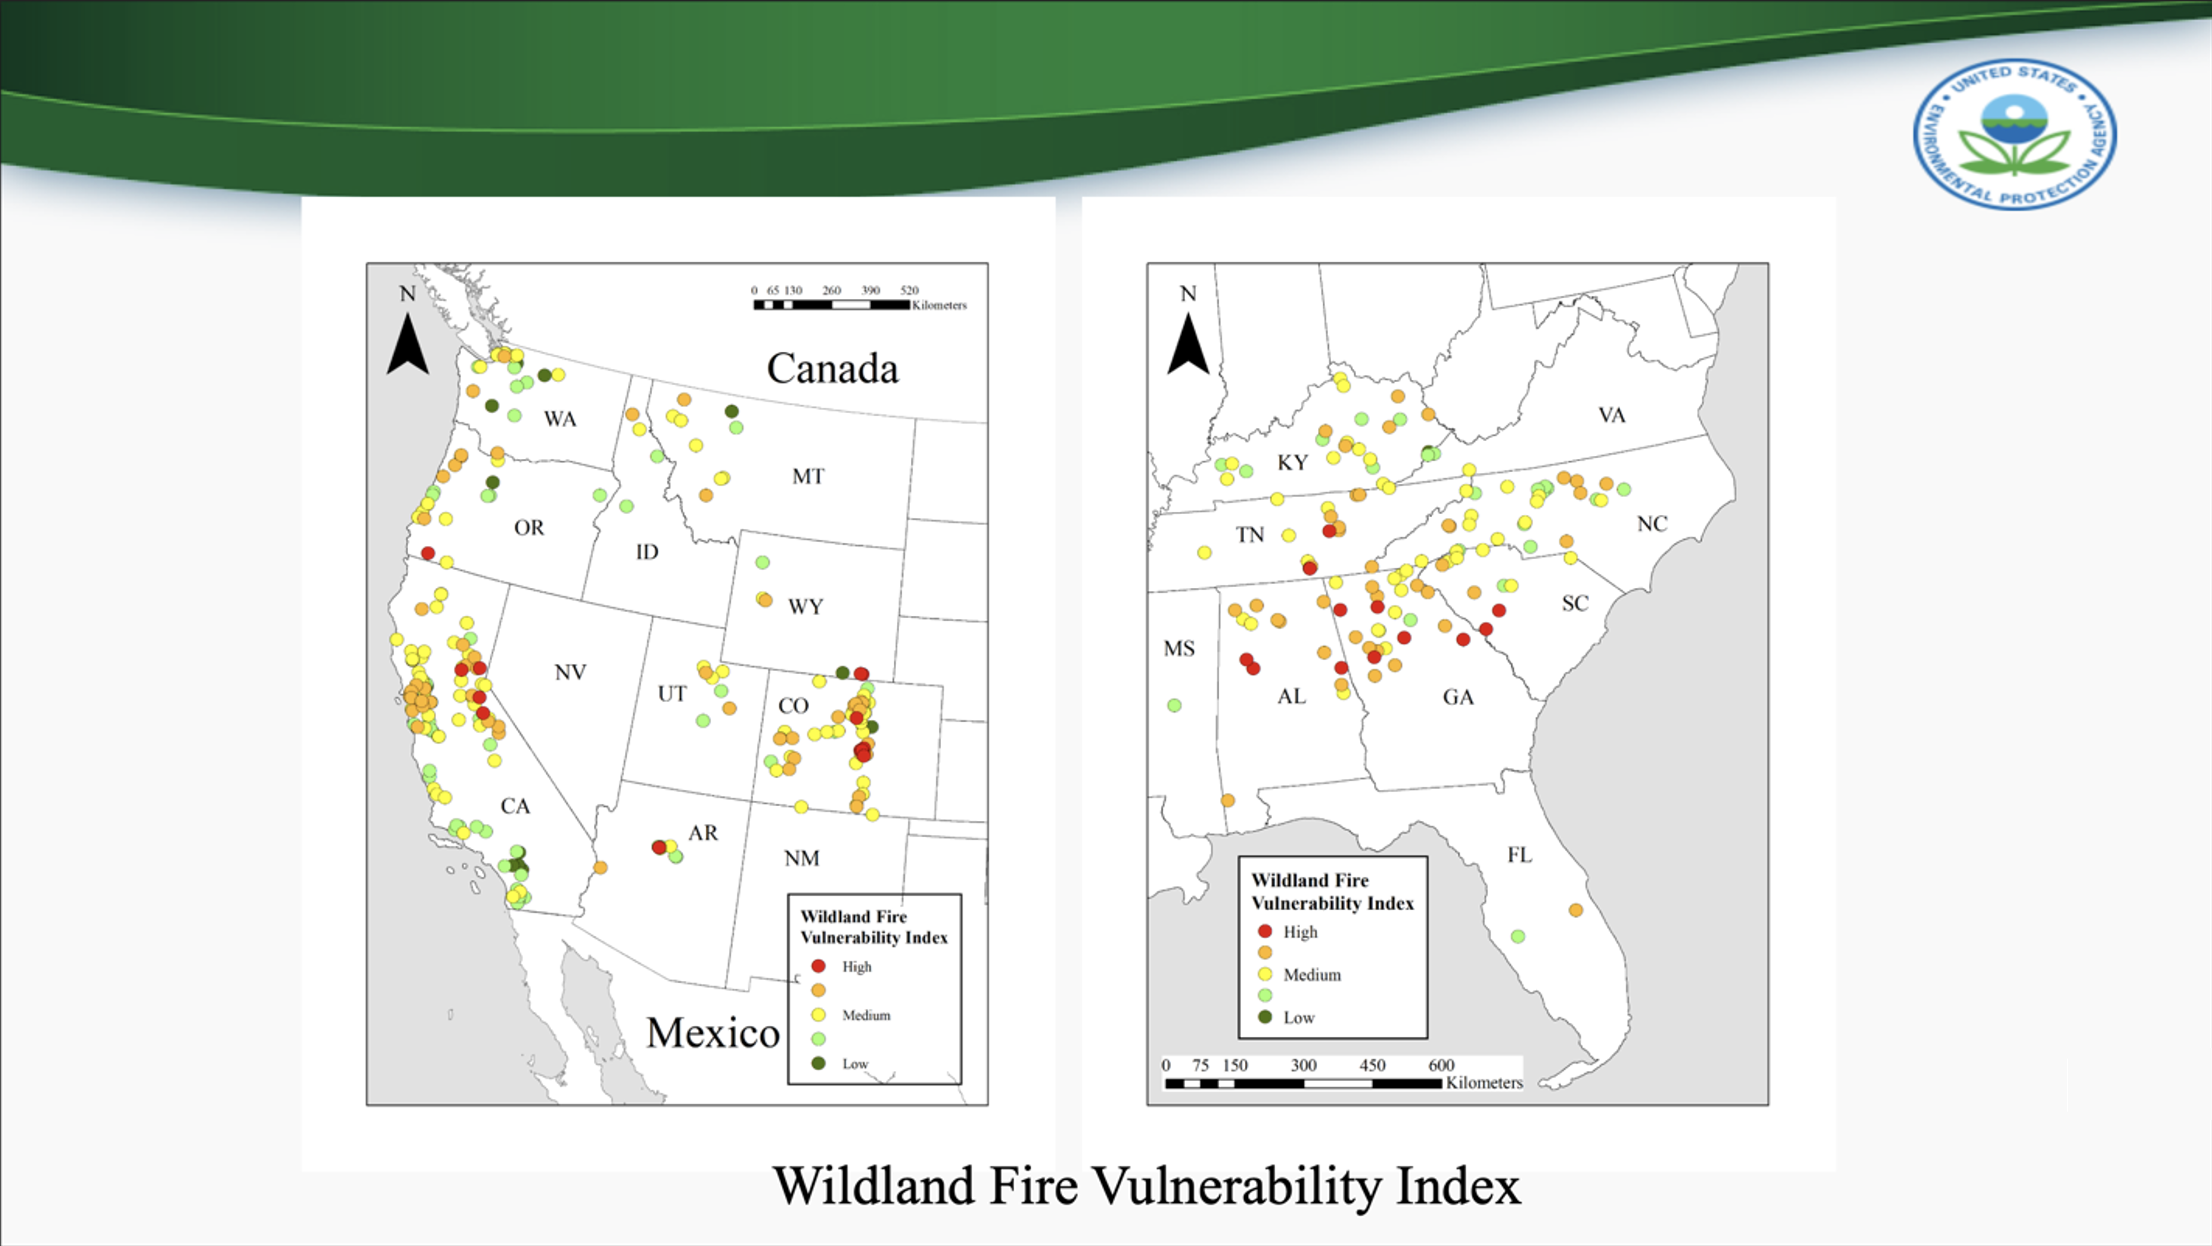 UNITED STATES
ENVIRONMENTAL PROTECTION AGENCY
N
0 65 130 260 390 520
Kilometers
Canada
WA
MT
OR
ID
WY
NV
UT
CO
CA
AR
NM
Mexico
Wildland Fire
Vulnerability Index
High
Medium
Low
N
VA
KY
TN
NC
SC
MS
AL
GA
FL
Wildland Fire
Vulnerability Index
High
Medium
Low
0 75 150 300 450 600
Kilometers
Wildland Fire Vulnerability Index